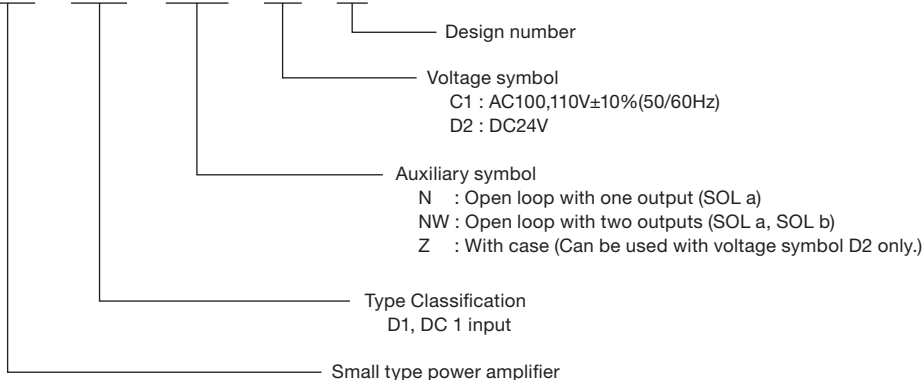 Design number
Voltage symbol
C1 : AC100,110V±10%(50/60Hz)
D2 : DC24V
Auxiliary symbol
N : Open loop with one output (SOL a)
NW : Open loop with two outputs (SOL a, SOL b)
Z : With case (Can be used with voltage symbol D2 only.)
Type Classification
D1, DC 1 input
Small type power amplifier